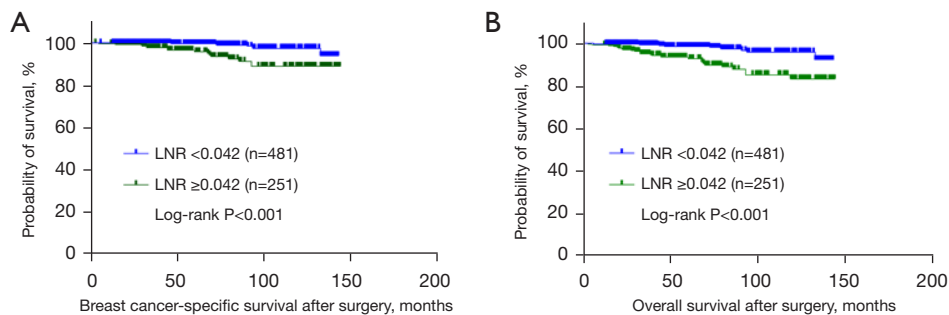 A
Probability of survival, %
100
80
60
40
20
0
LNR <0.042 (n=481)
LNR ≥0.042 (n=251)
Log-rank P<0.001
0 50 100 150 200
Breast cancer-specific survival after surgery, months
B
Probability of survival, %
100
80
60
40
20
0
LNR <0.042 (n=481)
LNR ≥0.042 (n=251)
Log-rank P<0.001
0 50 100 150 200
Overall survival after surgery, months